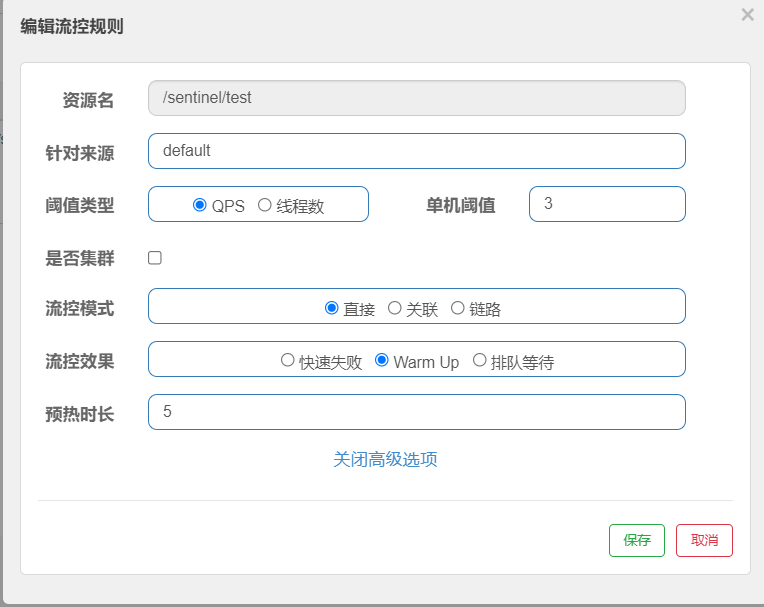 编辑流控规则
×
资源名 /sentinel/test
针对来源 default
阈值类型 QPS 线程数 单机阈值 3
是否集群
流控模式 直接 关联 链路
流控效果 快速失败 Warm Up 排队等待
预热时长 5
关闭高级选项
保存 取消